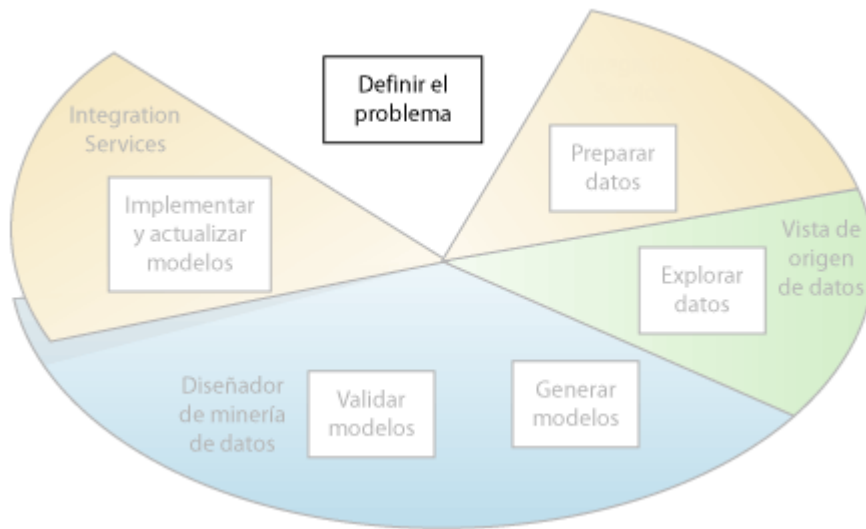 Definir el
problema
Preparar
datos
Vista de
origen
de datos
Explorar
datos
Generar
modelos
Validar
modelos
Diseñador
de minería
de datos
Implementar
y actualizar
modelos
Integration
Services